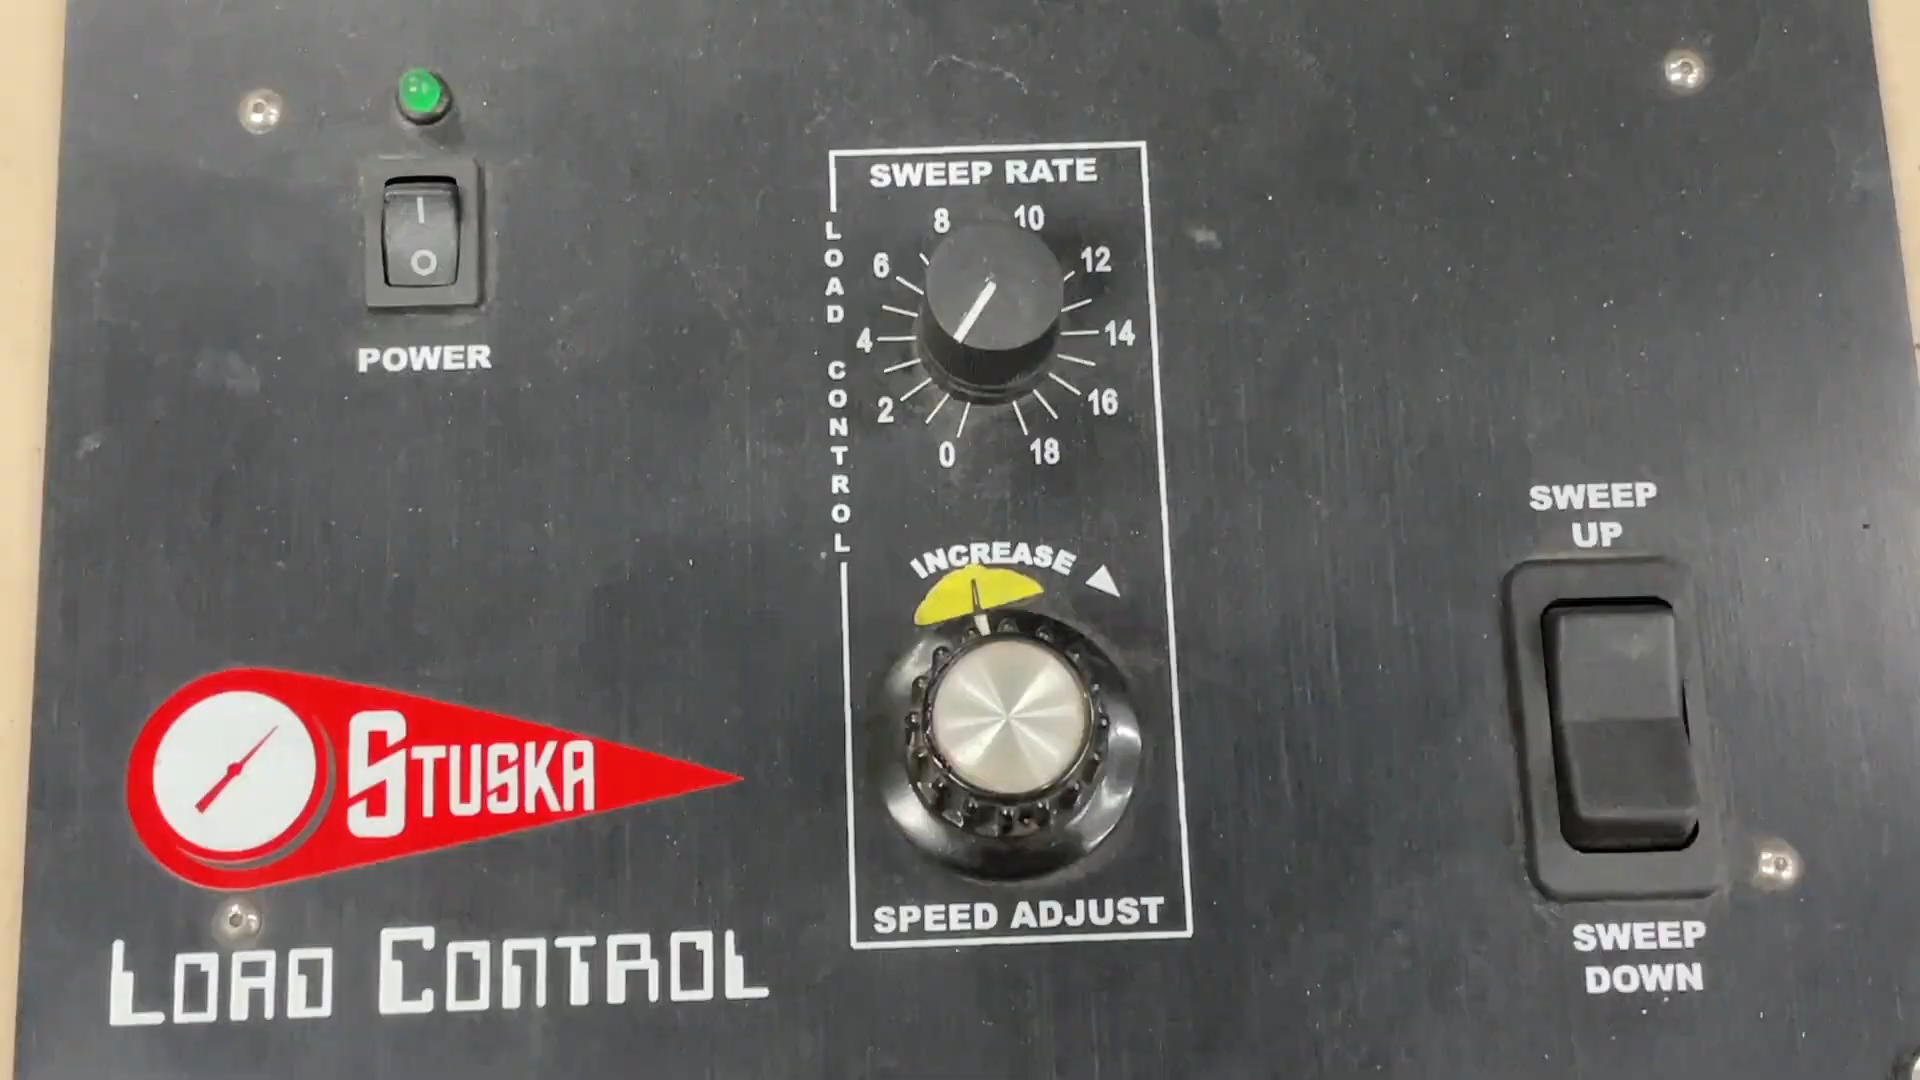 I
O
POWER
SWEEP RATE
LOAD CONTROL
0 2 4 6 8 10 12 14 16 18
INCREASE
SPEED ADJUST
SWEEP
UP
SWEEP
DOWN
STUSKA
LOAD CONTROL